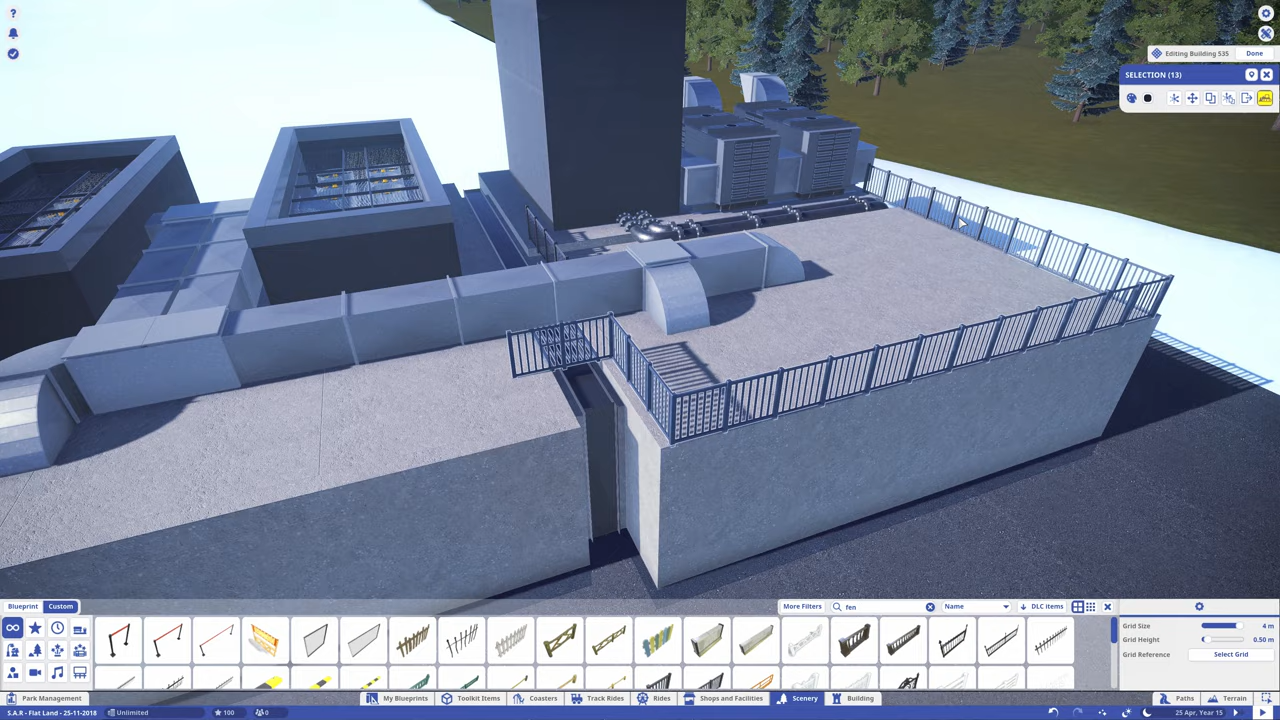 ?
Editing Building 535 Done
SELECTION (13)
Blueprint Custom More Filters fen Name DLC items
Grid Size 4 m
Grid Height 0.50 m
Grid Reference Select Grid
Park Management My Blueprints Toolkit Items Coasters Track Rides Rides Shops and Facilities Scenery Building Paths Terrain
S.A.R - Flat Land - 25-11-2018 Unlimited 100 0 25 Apr, Year 15